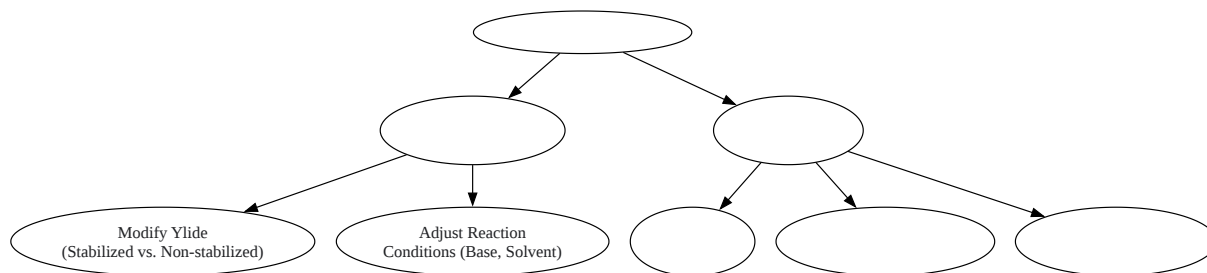 Modify Ylide
(Stabilized vs. Non-stabilized)
Adjust Reaction
Conditions (Base, Solvent)